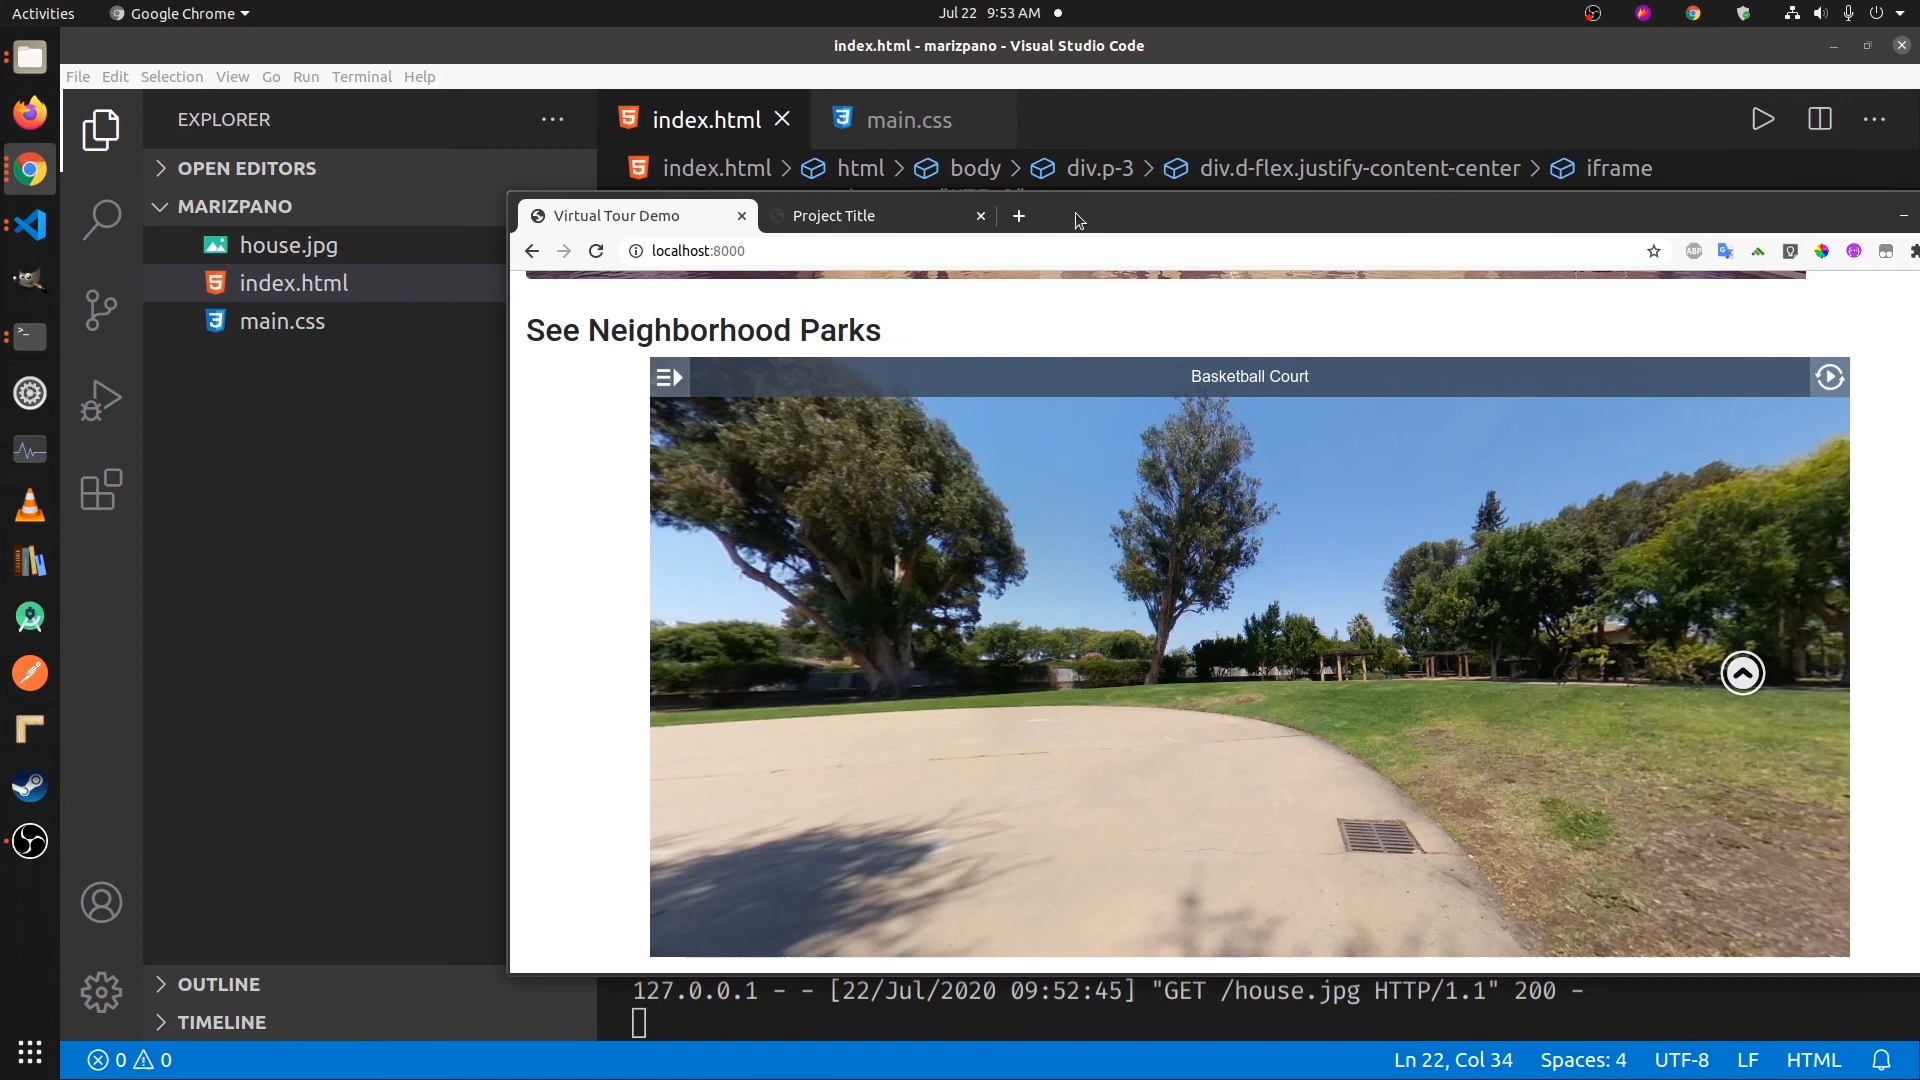 Activities Google Chrome Jul 22 9:53 AM
index.html - marizpano - Visual Studio Code
File Edit Selection View Go Run Terminal Help
EXPLORER
index.html main.css
index.html > html > body > div.p-3 > div.d-flex.justify-content-center > iframe
OPEN EDITORS
MARIZPANO
house.jpg
index.html
main.css
Virtual Tour Demo Project Title
localhost:8000
ABP
See Neighborhood Parks
Basketball Court
127.0.0.1 - - [22/Jul/2020 09:52:45] "GET /house.jpg HTTP/1.1" 200 -
OUTLINE
TIMELINE
0 0 Ln 22, Col 34 Spaces: 4 UTF-8 LF HTML